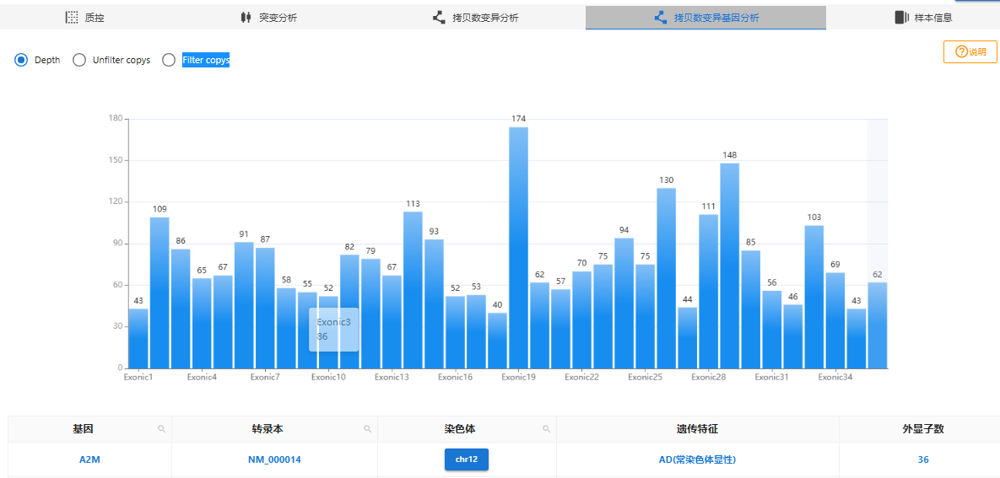 质控 突变分析 拷贝数变异分析 拷贝数变异基因分析 样本信息
Depth Unfilter copys Filter copys
?说明
180
150
120
90
60
30
0
43 109 86 65 67 91 87 58 55 52 82 79 67 113 93 52 53 40 174 62 57 70 75 94 75 130 44 111 148 85 56 46 103 69 43 62
Exonic3
86
Exonic1 Exonic4 Exonic7 Exonic10 Exonic13 Exonic16 Exonic19 Exonic22 Exonic25 Exonic28 Exonic31 Exonic34
基因 转录本 染色体 遗传特征 外显子数
A2M NM_000014 chr12 AD(常染色体显性) 36